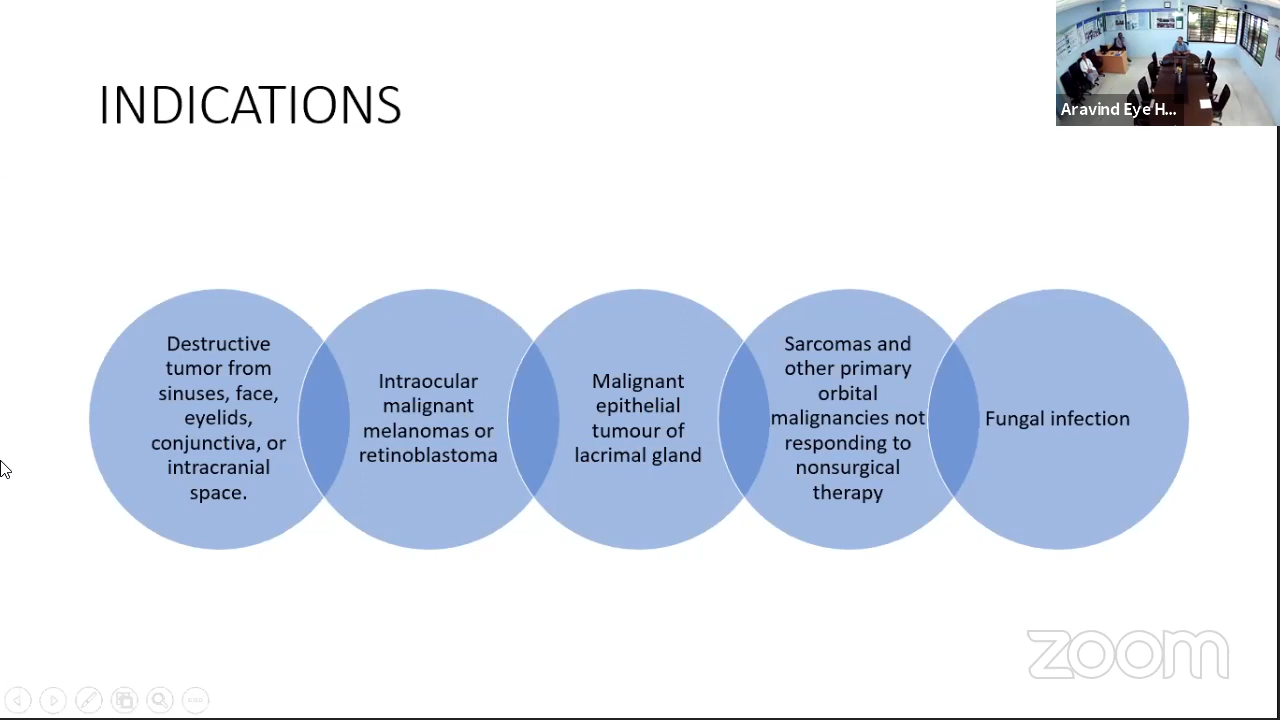 INDICATIONS
Aravind Eye H...
Destructive
tumor from
sinuses, face,
eyelids,
conjunctiva, or
intracranial
space.
Intraocular
malignant
melanomas or
retinoblastoma
Malignant
epithelial
tumour of
lacrimal gland
Sarcomas and
other primary
orbital
malignancies not
responding to
nonsurgical
therapy
Fungal infection
zoom